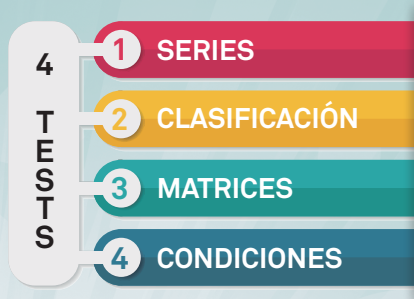 4 TESTS
1 SERIES
2 CLASIFICACIÓN
3 MATRICES
4 CONDICIONES